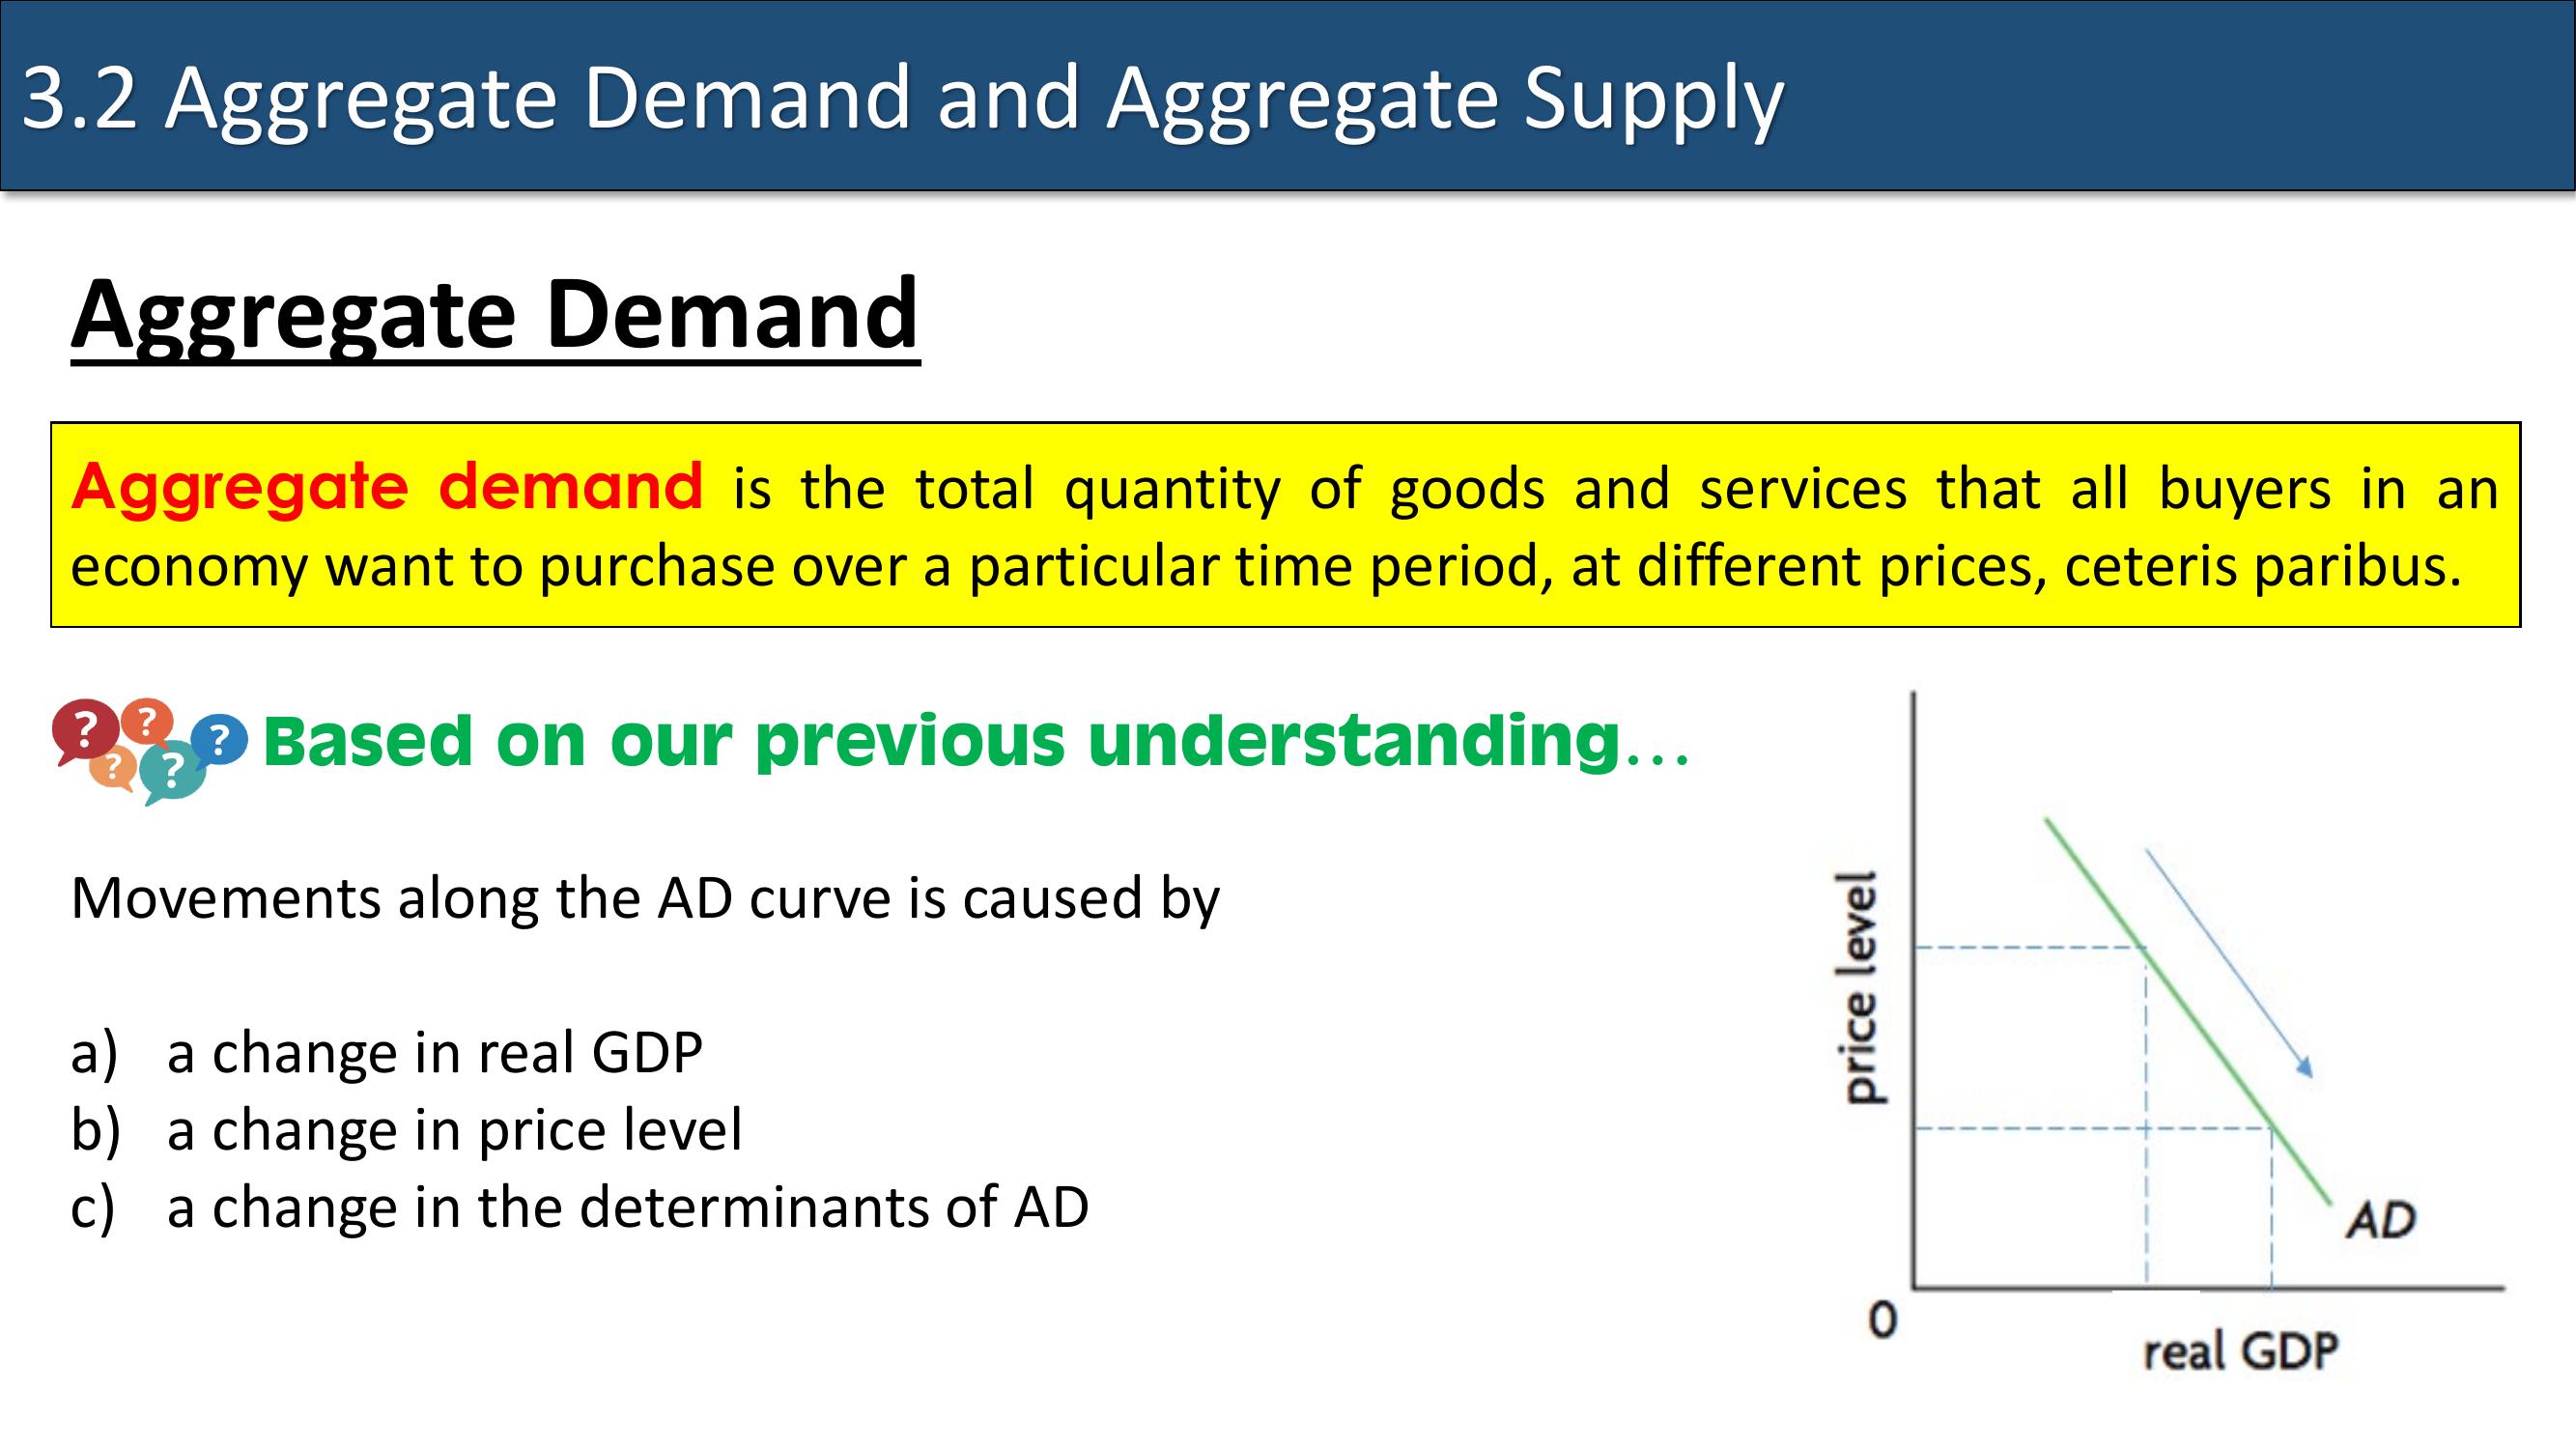 3.2 Aggregate Demand and Aggregate Supply
Aggregate Demand
Aggregate demand is the total quantity of goods and services that all buyers in an
economy want to purchase over a particular time period, at different prices, ceteris paribus.
? ? ? ? ?
Based on our previous understanding…
Movements along the AD curve is caused by
a) a change in real GDP
b) a change in price level
c) a change in the determinants of AD
price level
AD
0
real GDP